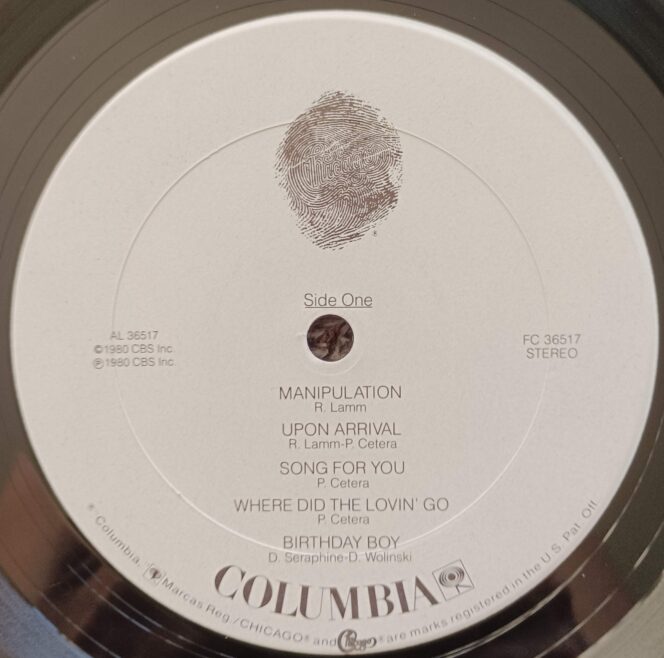 Chicago
®
Side One
AL 36517
©1980 CBS Inc.
℗1980 CBS Inc.
FC 36517
STEREO
MANIPULATION
R. Lamm
UPON ARRIVAL
R. Lamm-P. Cetera
SONG FOR YOU
P. Cetera
WHERE DID THE LOVIN' GO
P. Cetera
BIRTHDAY BOY
D. Seraphine-D. Wolinski
COLUMBIA
® "Columbia," Marcas Reg./CHICAGO® and Chicago® are marks registered in the U.S. Pat. Off.